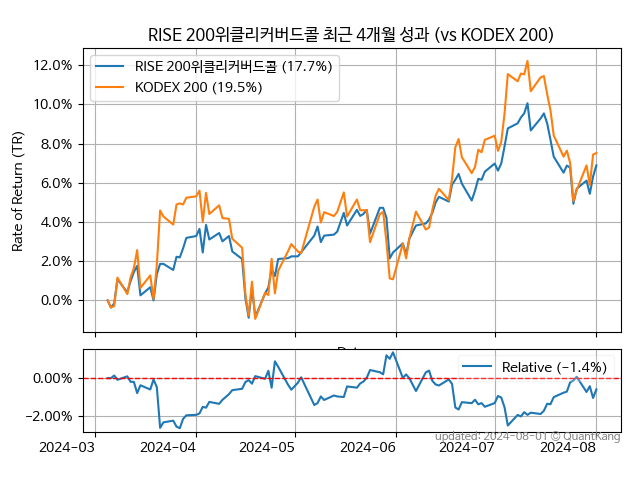 RISE 200위클리커버드콜 최근 4개월 성과 (vs KODEX 200)
12.0%
10.0%
8.0%
6.0%
4.0%
2.0%
0.0%
Rate of Return (TR)
RISE 200위클리커버드콜 (17.7%)
KODEX 200 (19.5%)
0.00%
−2.00%
Relative (−1.4%)
2024-03
2024-04
2024-05
2024-06
2024-07
2024-08
updated: 2024-08-01 © QuantKang